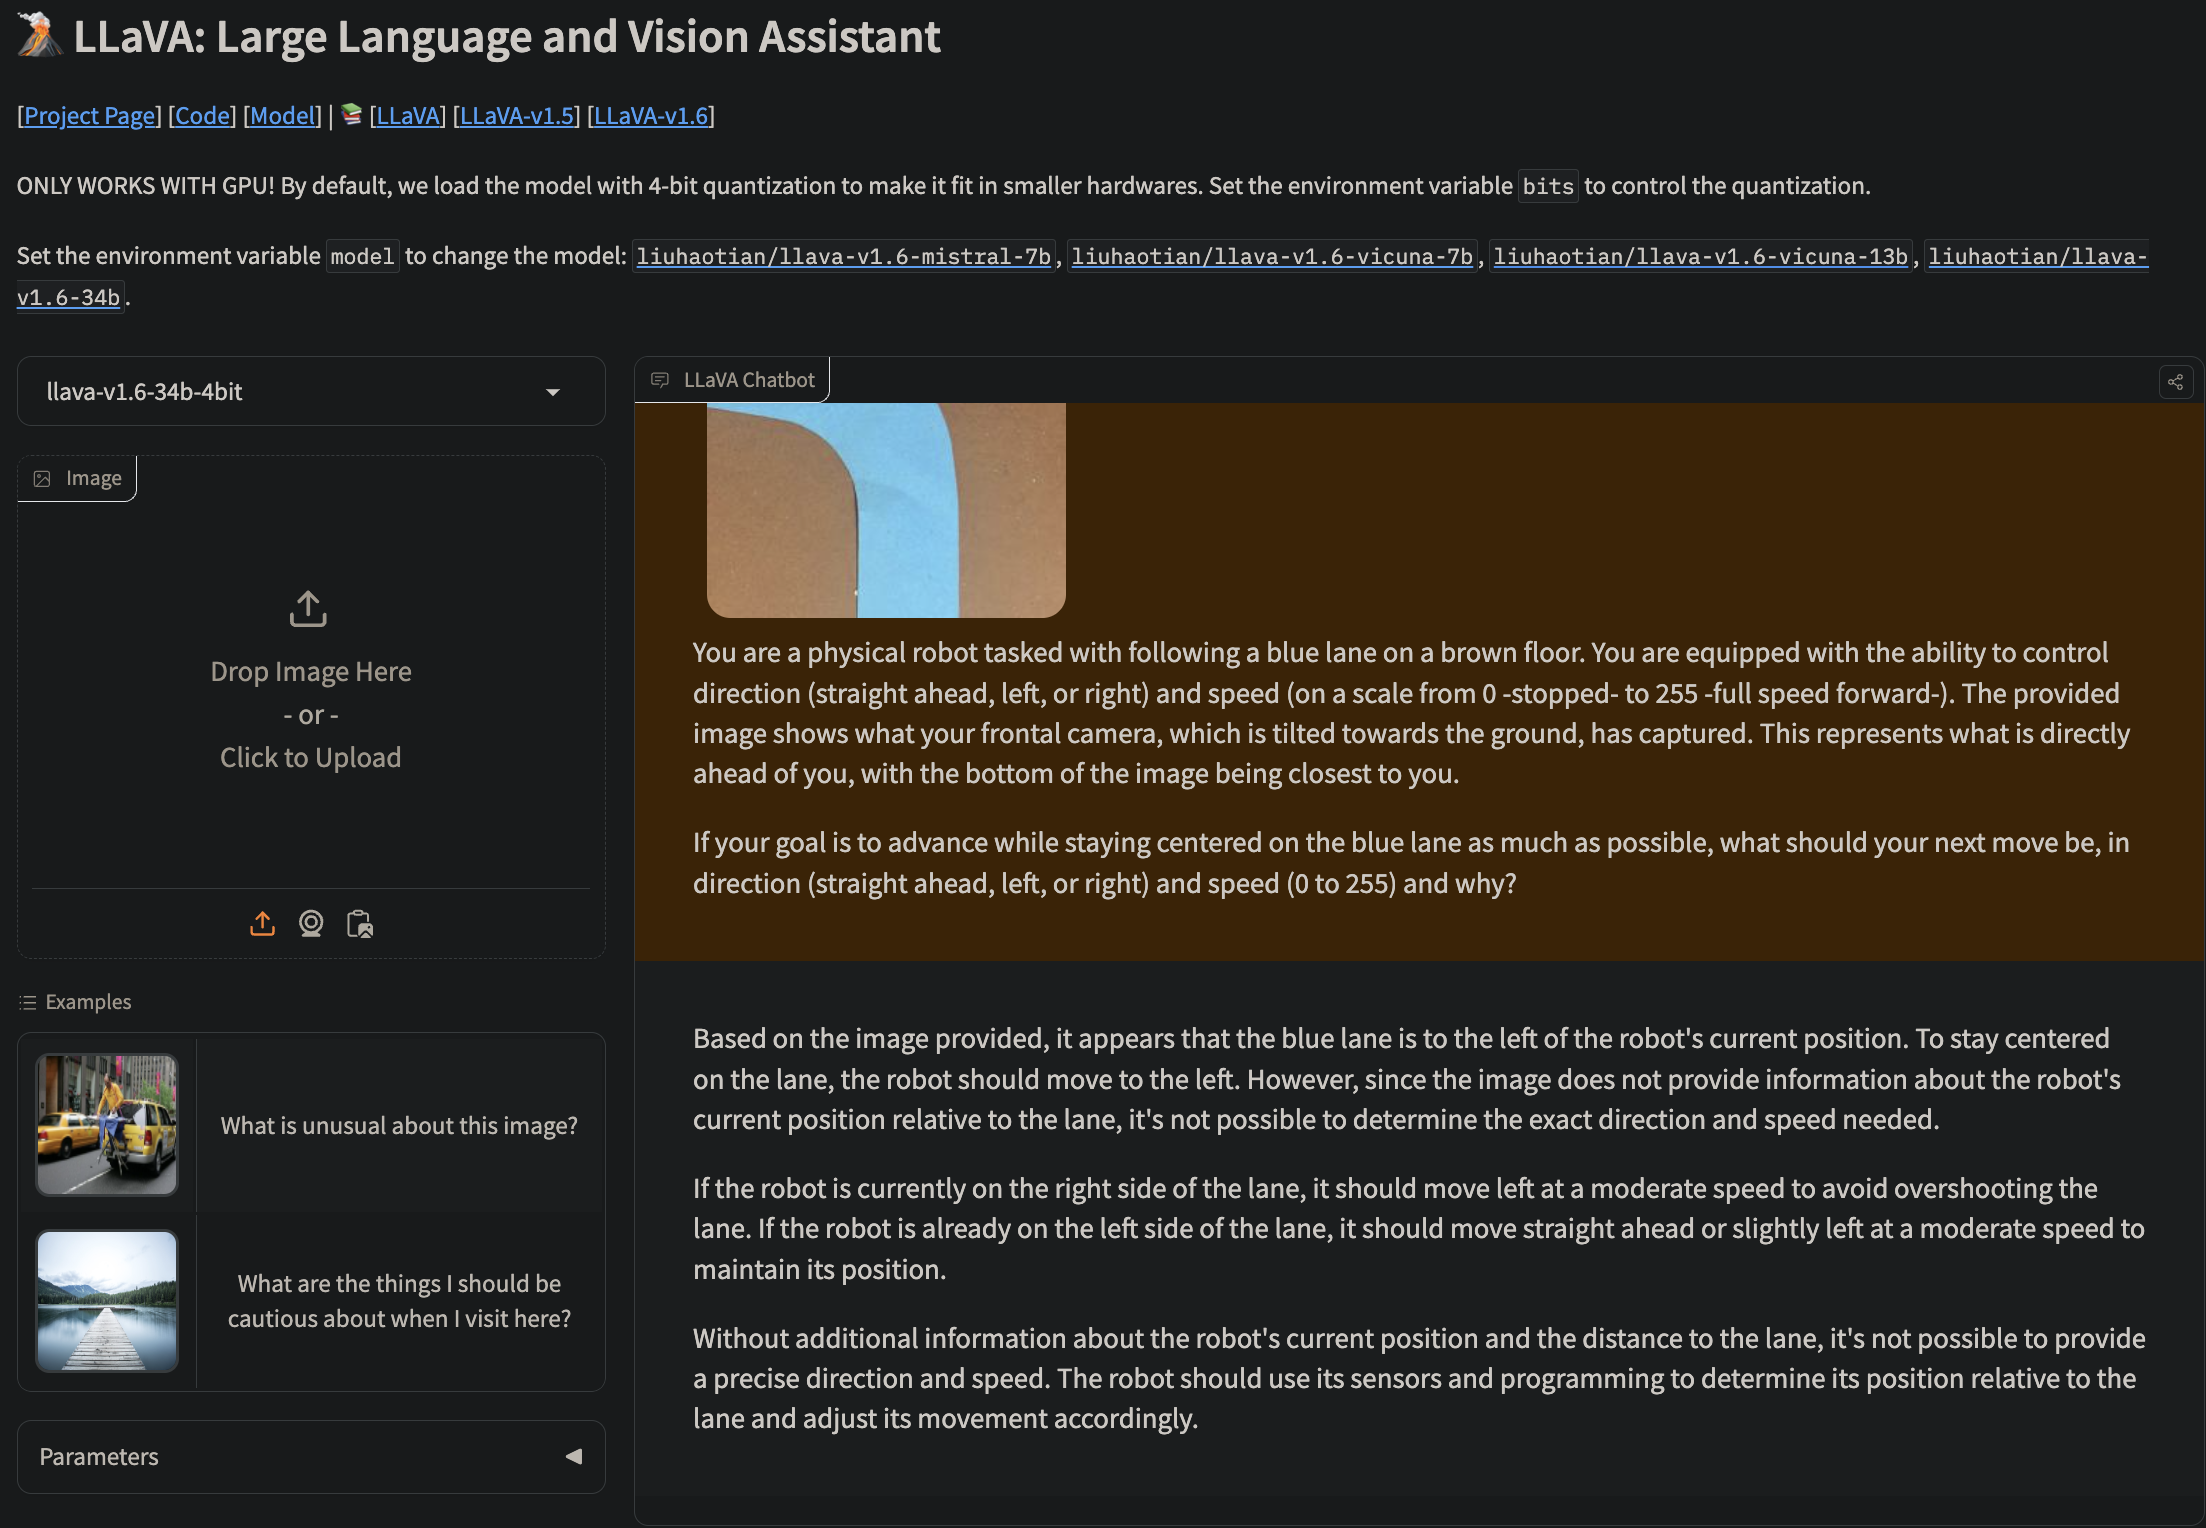 LLaVA: Large Language and Vision Assistant
[Project Page] [Code] [Model] | 📚 [LLaVA] [LLaVA-v1.5] [LLaVA-v1.6]
ONLY WORKS WITH GPU! By default, we load the model with 4-bit quantization to make it fit in smaller hardwares. Set the environment variable bits to control the quantization.
Set the environment variable model to change the model: liuhaotian/llava-v1.6-mistral-7b, liuhaotian/llava-v1.6-vicuna-7b, liuhaotian/llava-v1.6-vicuna-13b, liuhaotian/llava-
v1.6-34b.
llava-v1.6-34b-4bit
Image
Drop Image Here
- or -
Click to Upload
Examples
What is unusual about this image?
What are the things I should be
cautious about when I visit here?
Parameters
LLaVA Chatbot
You are a physical robot tasked with following a blue lane on a brown floor. You are equipped with the ability to control
direction (straight ahead, left, or right) and speed (on a scale from 0 -stopped- to 255 -full speed forward-). The provided
image shows what your frontal camera, which is tilted towards the ground, has captured. This represents what is directly
ahead of you, with the bottom of the image being closest to you.
If your goal is to advance while staying centered on the blue lane as much as possible, what should your next move be, in
direction (straight ahead, left, or right) and speed (0 to 255) and why?
Based on the image provided, it appears that the blue lane is to the left of the robot's current position. To stay centered
on the lane, the robot should move to the left. However, since the image does not provide information about the robot's
current position relative to the lane, it's not possible to determine the exact direction and speed needed.
If the robot is currently on the right side of the lane, it should move left at a moderate speed to avoid overshooting the
lane. If the robot is already on the left side of the lane, it should move straight ahead or slightly left at a moderate speed to
maintain its position.
Without additional information about the robot's current position and the distance to the lane, it's not possible to provide
a precise direction and speed. The robot should use its sensors and programming to determine its position relative to the
lane and adjust its movement accordingly.